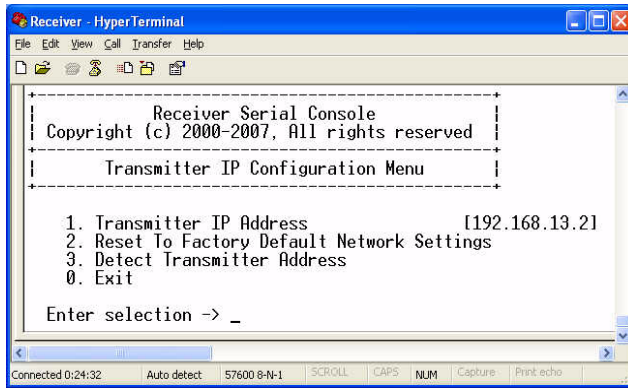 Receiver - HyperTerminal
File Edit View Call Transfer Help
Receiver Serial Console
Copyright (c) 2000-2007, All rights reserved
Transmitter IP Configuration Menu
1. Transmitter IP Address [192.168.13.2]
2. Reset To Factory Default Network Settings
3. Detect Transmitter Address
0. Exit
Enter selection -> _
Connected 0:24:32 Auto detect 57600 8-N-1 SCROLL CAPS NUM Capture Print echo